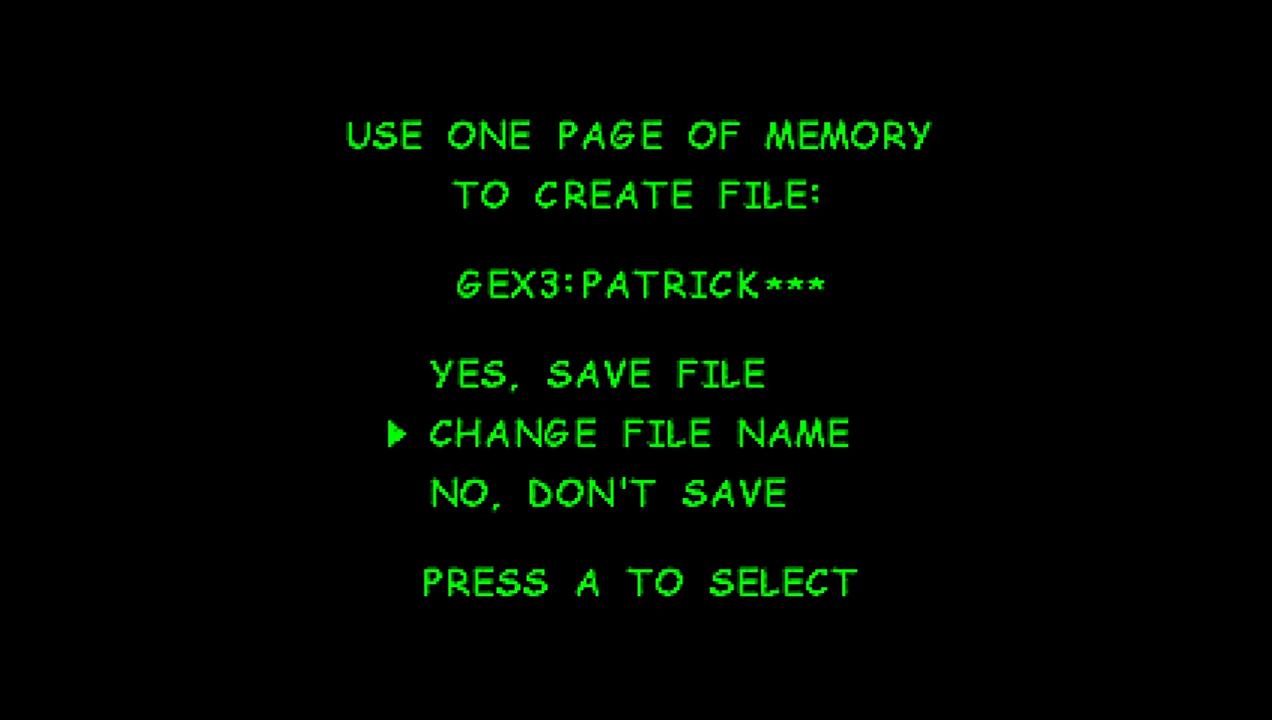 USE ONE PAGE OF MEMORY
TO CREATE FILE:
GEX3:PATRICK***
YES, SAVE FILE
CHANGE FILE NAME
NO, DON'T SAVE
PRESS A TO SELECT